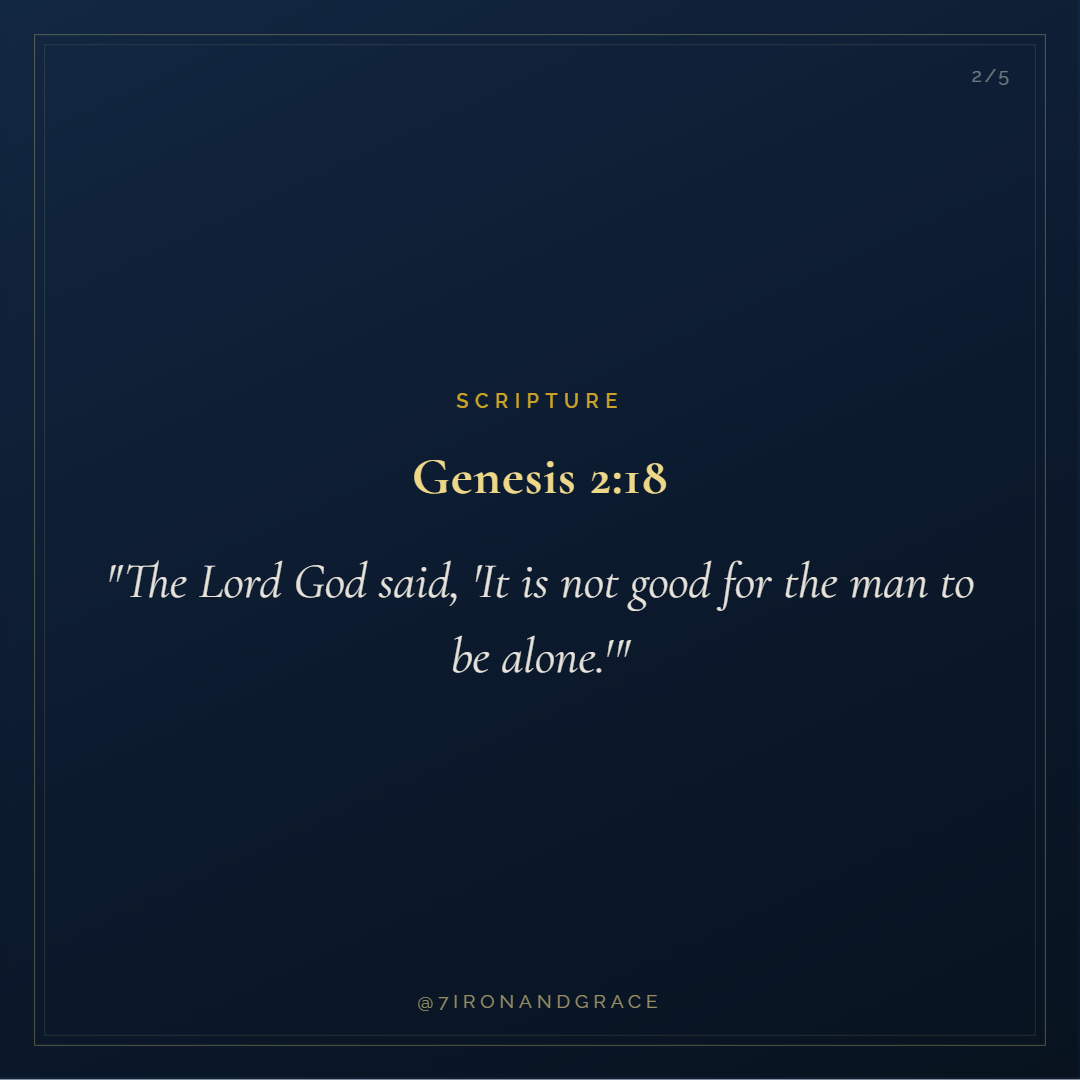 2/5
SCRIPTURE
Genesis 2:18
"The Lord God said, 'It is not good for the man to
be alone.'"
@7IRONANDGRACE